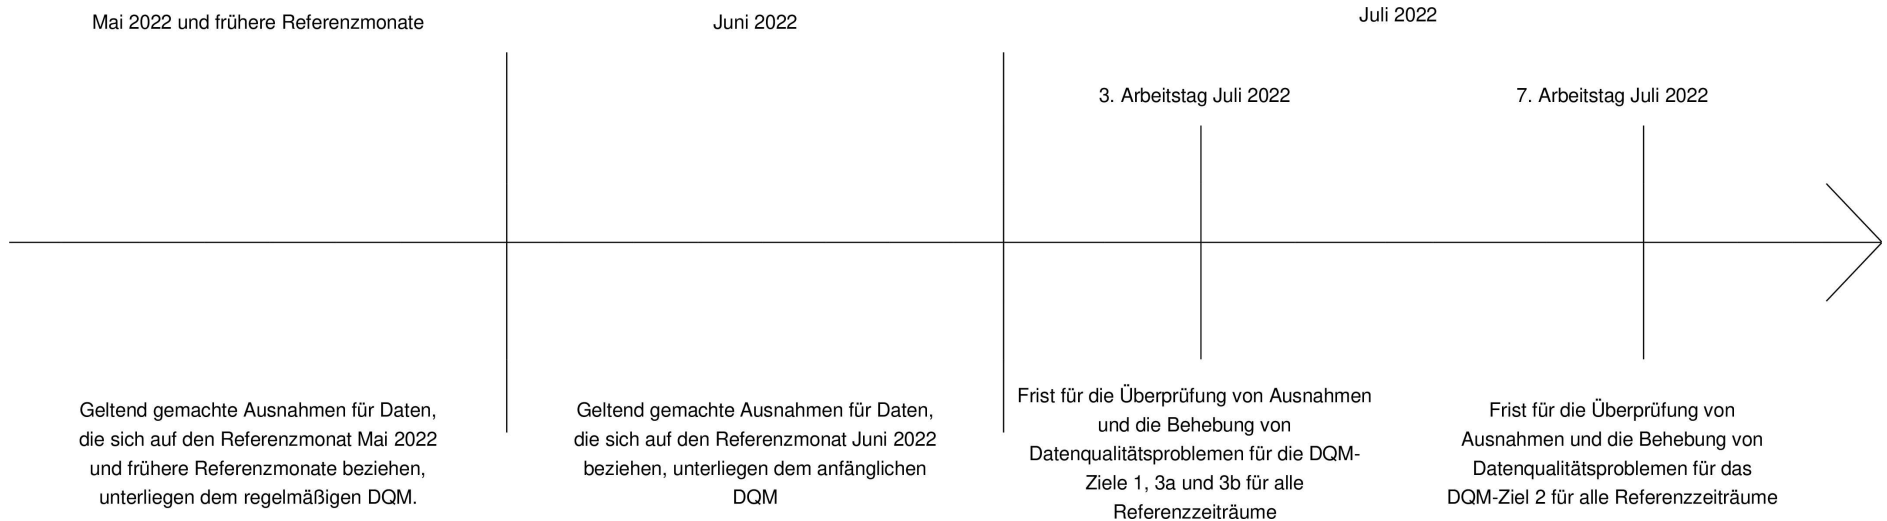 Mai 2022 und frühere Referenzmonate
Juni 2022
Juli 2022
3. Arbeitstag Juli 2022
7. Arbeitstag Juli 2022
Geltend gemachte Ausnahmen für Daten,
die sich auf den Referenzmonat Mai 2022
und frühere Referenzmonate beziehen,
unterliegen dem regelmäßigen DQM.
Geltend gemachte Ausnahmen für Daten,
die sich auf den Referenzmonat Juni 2022
beziehen, unterliegen dem anfänglichen
DQM
Frist für die Überprüfung von Ausnahmen
und die Behebung von
Datenqualitätsproblemen für die DQM-
Ziele 1, 3a und 3b für alle
Referenzzeiträume
Frist für die Überprüfung von
Ausnahmen und die Behebung von
Datenqualitätsproblemen für das
DQM-Ziel 2 für alle Referenzzeiträume